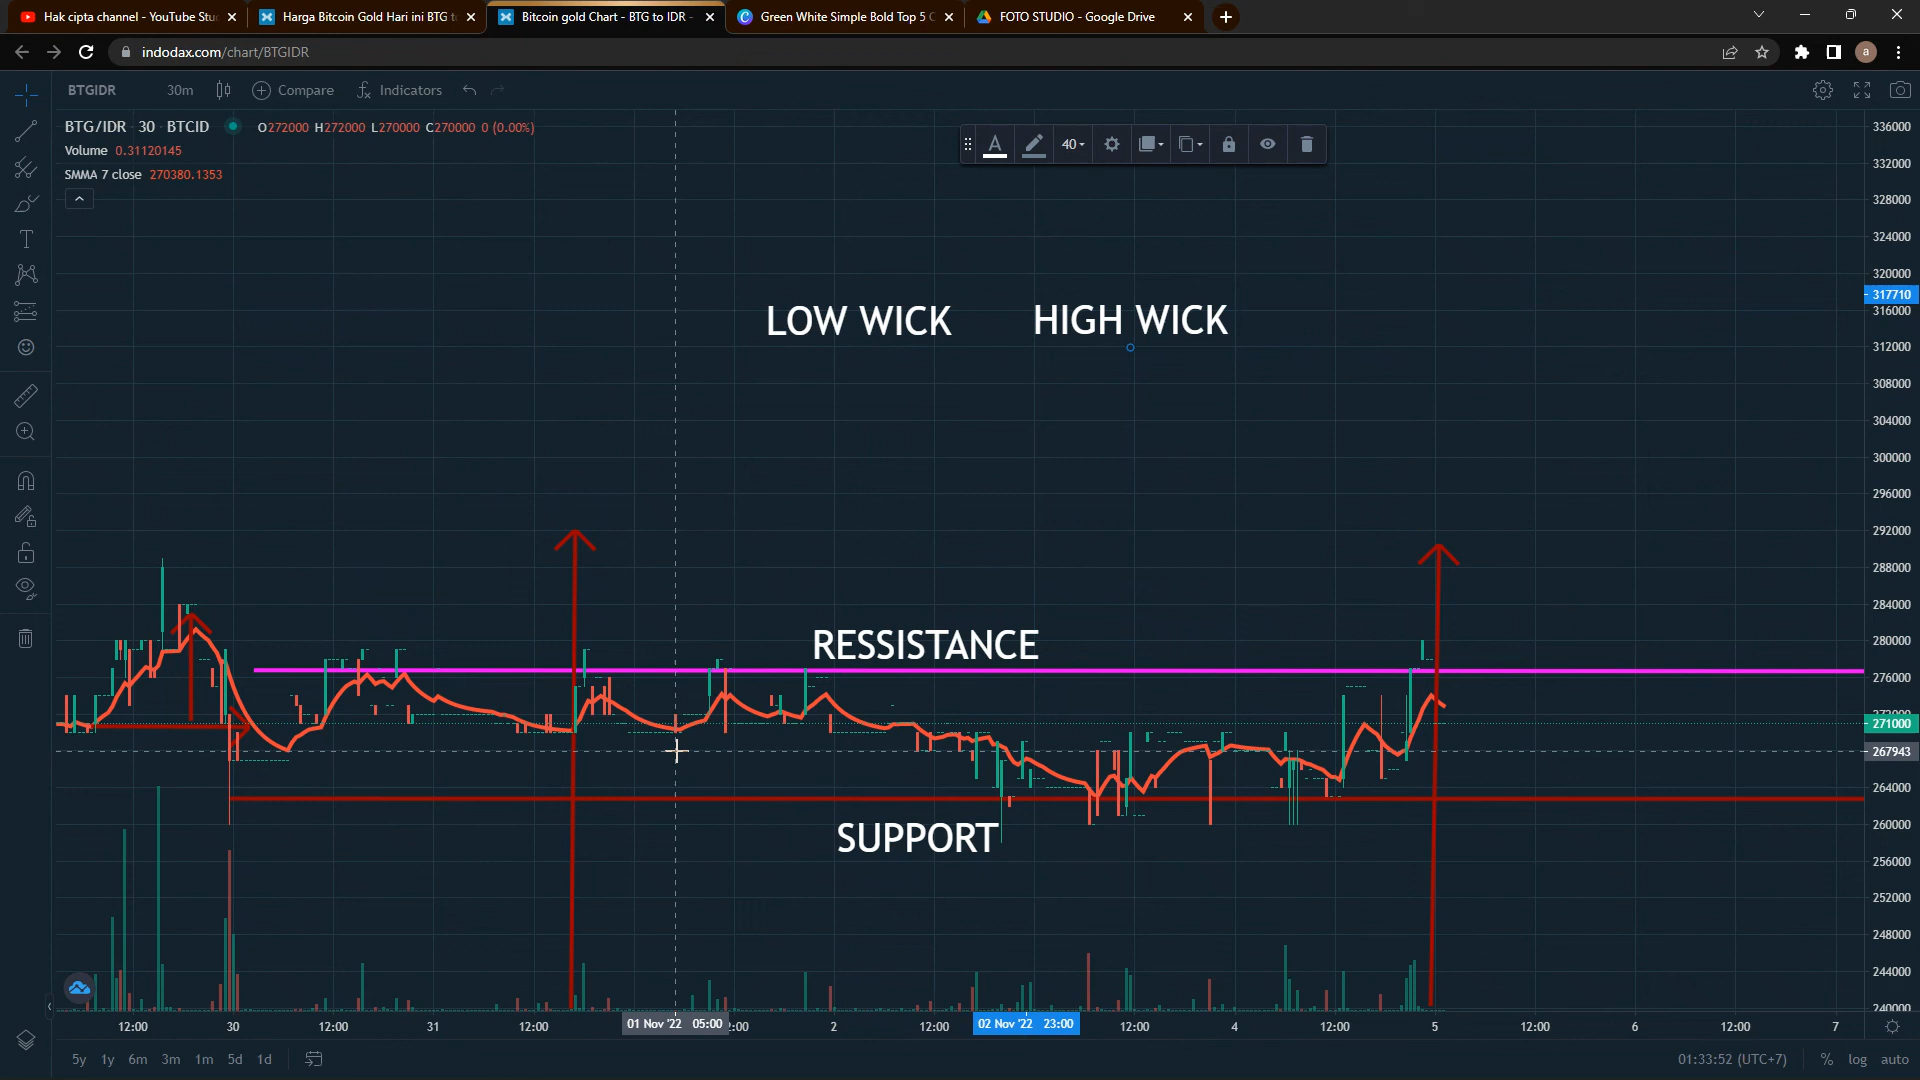 Hak cipta channel - YouTube Stu
Harga Bitcoin Gold Hari ini BTG to
Bitcoin gold Chart - BTG to IDR -
Green White Simple Bold Top 5 C
FOTO STUDIO - Google Drive
indodax.com/chart/BTGIDR
a
BTGIDR 30m Compare Indicators
BTG/IDR 30 BTCID O272000 H272000 L270000 C270000 0 (0.00%)
Volume 0.31120145
SMMA 7 close 270380.1353
A 40
T
LOW WICK HIGH WICK
RESSISTANCE
SUPPORT
336000
332000
328000
324000
320000
317710
316000
312000
308000
304000
300000
296000
292000
288000
284000
280000
276000
271000
267943
264000
260000
256000
252000
248000
244000
240000
12:00 30 12:00 31 12:00 01 Nov '22 05:00 2:00 2 12:00 02 Nov '22 23:00 12:00 4 12:00 5 12:00 6 12:00 7
5y 1y 6m 3m 1m 5d 1d 01:33:52 (UTC+7) % log auto